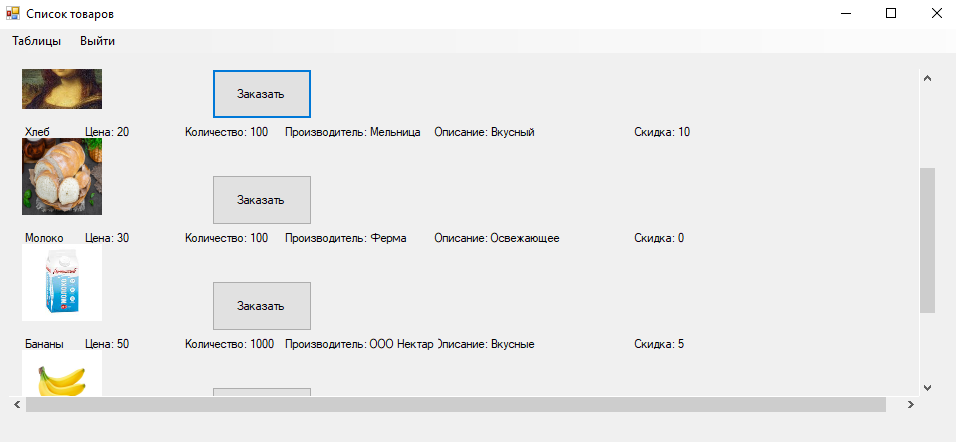 Список товаров
Таблицы Выйти
Заказать
Хлеб Цена: 20 Количество: 100 Производитель: Мельница Описание: Вкусный Скидка: 10
Заказать
Молоко Цена: 30 Количество: 100 Производитель: Ферма Описание: Освежающее Скидка: 0
МОЛОКО
Заказать
Бананы Цена: 50 Количество: 1000 Производитель: ООО Нектар Описание: Вкусные Скидка: 5